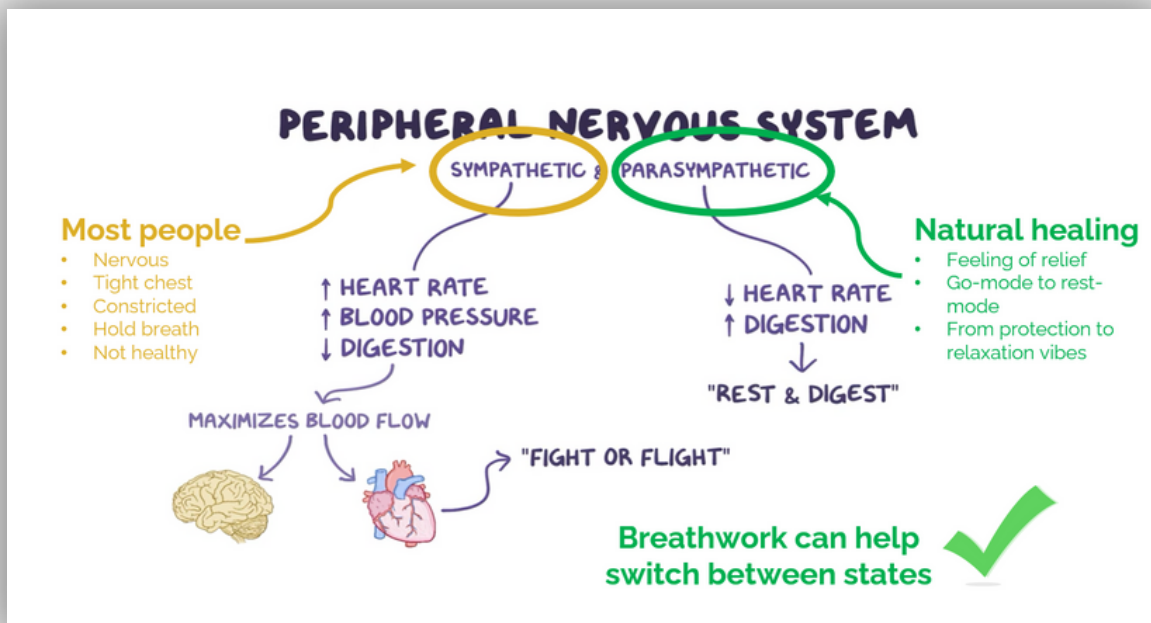 PERIPHERAL NERVOUS SYSTEM
SYMPATHETIC & PARASYMPATHETIC
Most people
• Nervous
• Tight chest
• Constricted
• Hold breath
• Not healthy
↑ HEART RATE
↑ BLOOD PRESSURE
↓ DIGESTION
MAXIMIZES BLOOD FLOW
"FIGHT OR FLIGHT"
↓ HEART RATE
↑ DIGESTION
"REST & DIGEST"
Natural healing
• Feeling of relief
• Go-mode to rest-
mode
• From protection to
relaxation vibes
Breathwork can help
switch between states